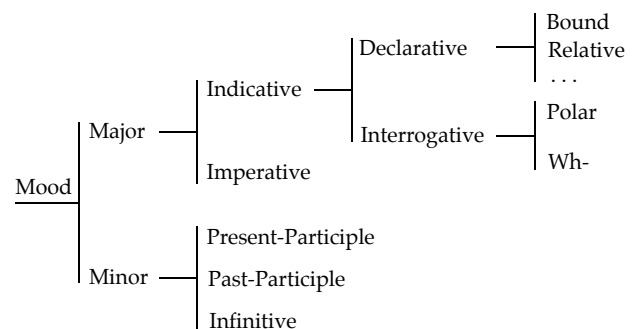 Bound
Declarative
Relative
. . .
Indicative
Major
Interrogative
Polar
Imperative
Wh-
Mood
Present-Participle
Minor
Past-Participle
Infinitive